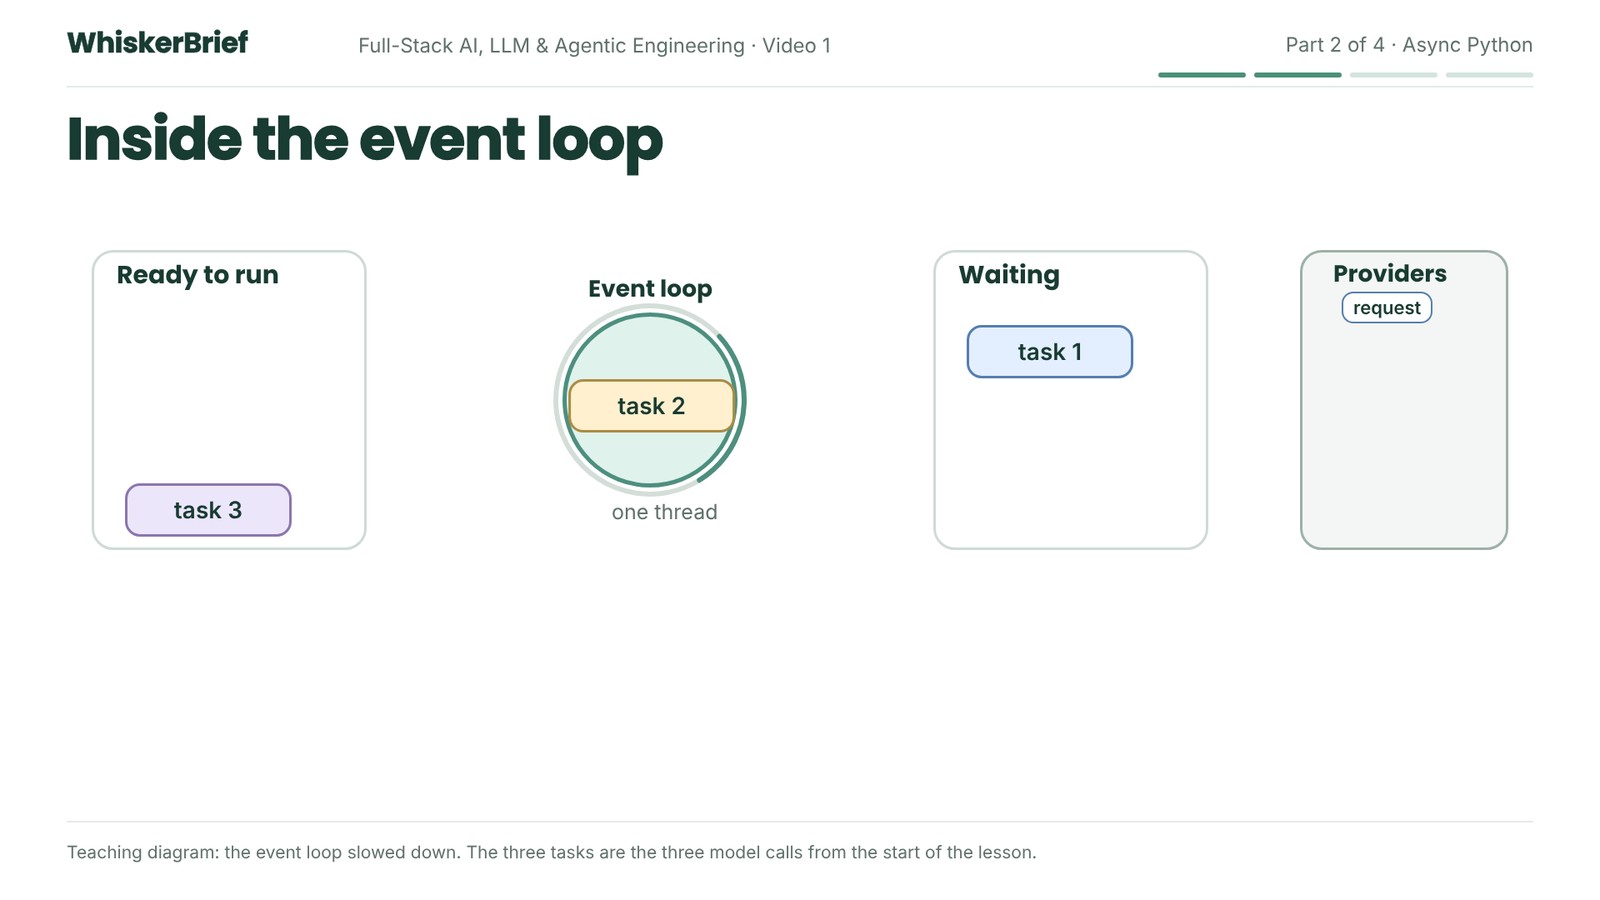 WhiskerBrief
Full-Stack AI, LLM & Agentic Engineering · Video 1
Part 2 of 4 · Async Python
Inside the event loop
Ready to run
task 3
Event loop
task 2
one thread
Waiting
task 1
Providers
request
Teaching diagram: the event loop slowed down. The three tasks are the three model calls from the start of the lesson.